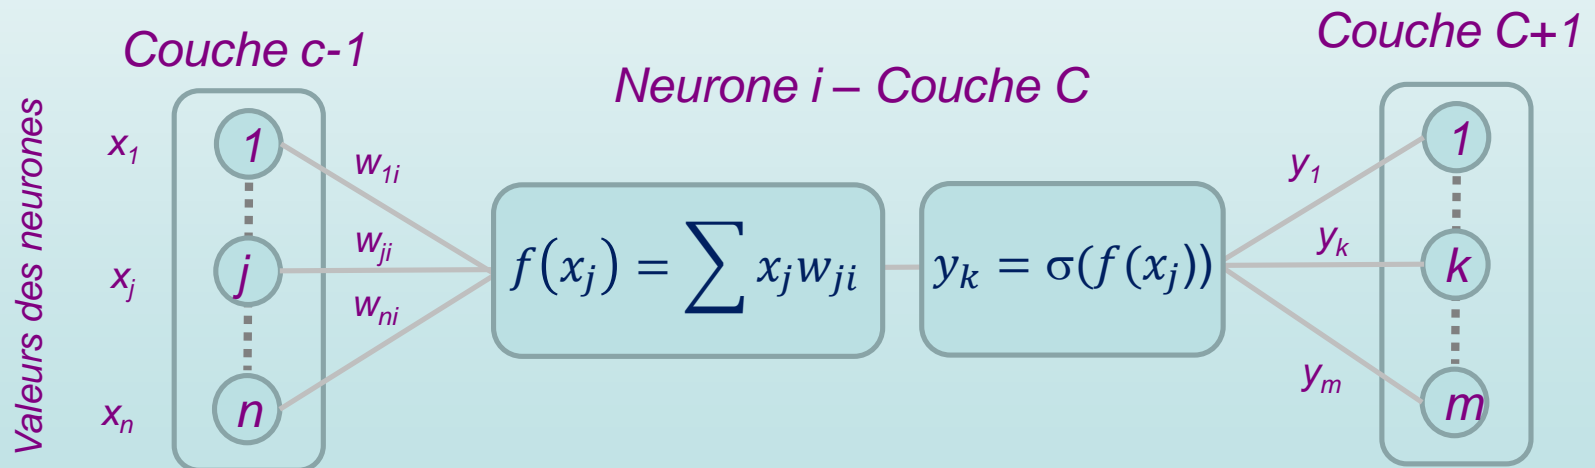 Couche c-1
Couche C+1
Neurone i – Couche C
Valeurs des neurones
x1
1
w1i
y1
1
xj
j
wji
f(xj) = ∑ xjwji
yk = σ(f(xj))
yk
k
wni
xn
n
ym
m